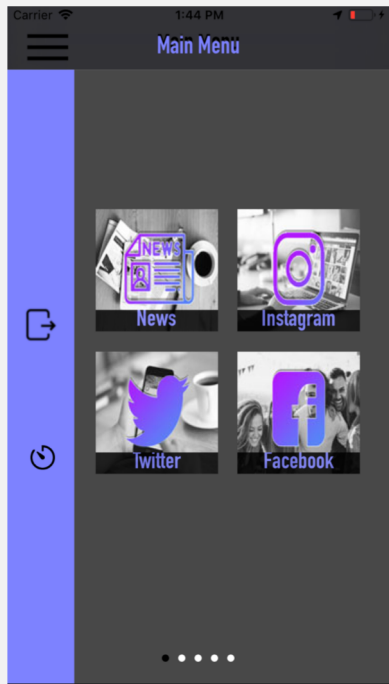 Carrier 1:44 PM
Main Menu
NEWS
News
Instagram
Twitter
Facebook